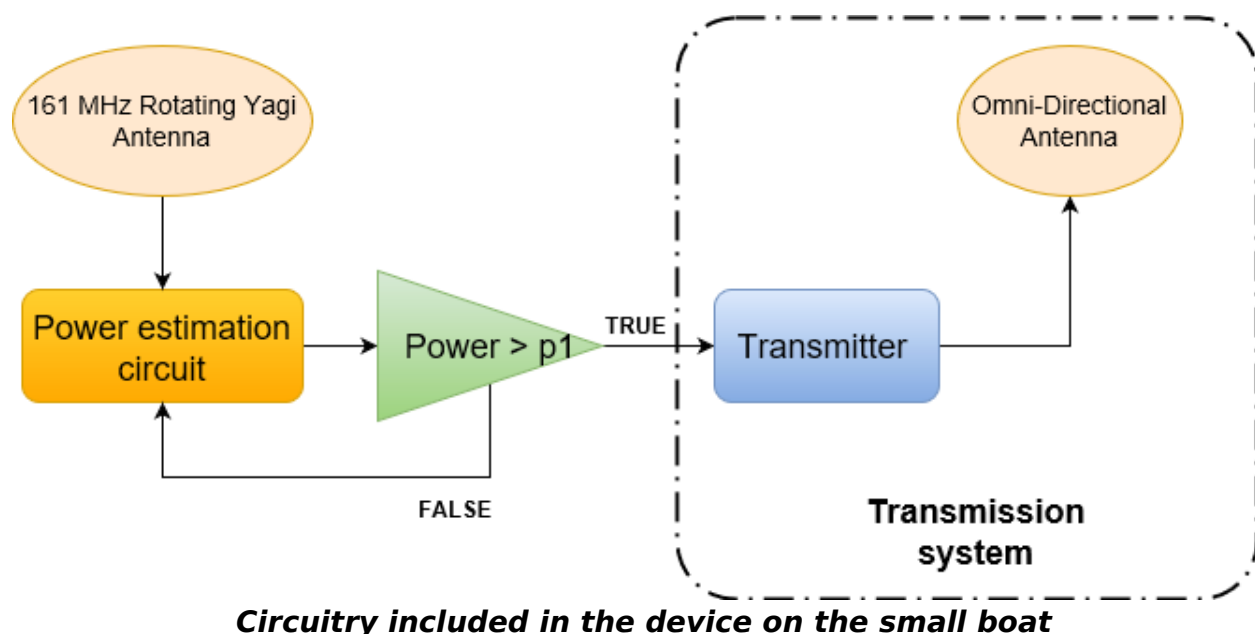 161 MHz Rotating Yagi
Antenna
Omni-Directional
Antenna
Power estimation
circuit
Power > p1
TRUE
Transmitter
FALSE
Transmission
system
Circuitry included in the device on the small boat